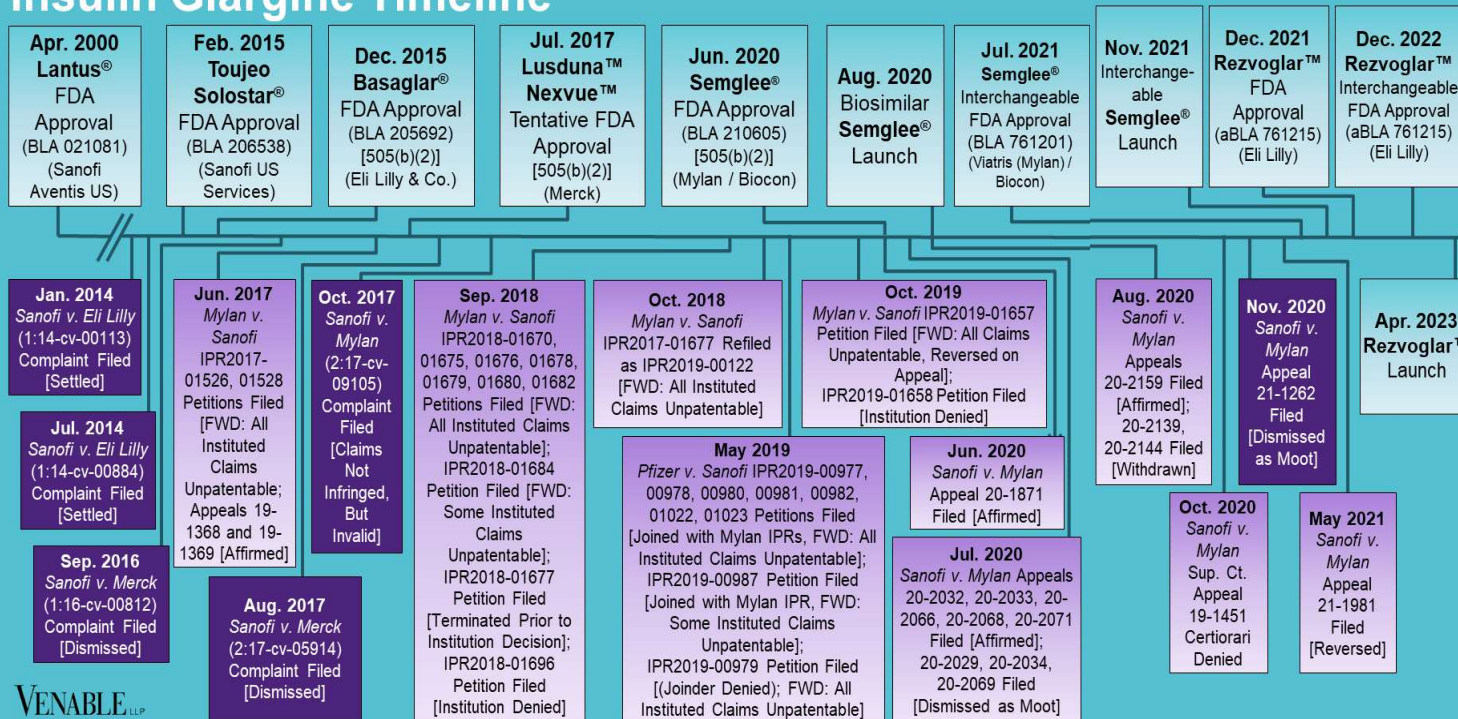 Insulin Glargine Timeline
Apr. 2000
Lantus®
FDA
Approval
(BLA 021081)
(Sanofi
Aventis US)
Feb. 2015
Toujeo
Solostar®
FDA Approval
(BLA 206538)
(Sanofi US
Services)
Dec. 2015
Basaglar®
FDA Approval
(BLA 205692)
[505(b)(2)]
(Eli Lilly & Co.)
Jul. 2017
Lusduna™
Nexvue™
Tentative FDA
Approval
[505(b)(2)]
(Merck)
Jun. 2020
Semglee®
FDA Approval
(BLA 210605)
[505(b)(2)]
(Mylan / Biocon)
Aug. 2020
Biosimilar
Semglee®
Launch
Jul. 2021
Semglee®
Interchangeable
FDA Approval
(BLA 761201)
(Viatris (Mylan) /
Biocon)
Nov. 2021
Interchange-
able
Semglee®
Launch
Dec. 2021
Rezvoglar™
FDA
Approval
(aBLA 761215)
(Eli Lilly)
Dec. 2022
Rezvoglar™
Interchangeable
FDA Approval
(aBLA 761215)
(Eli Lilly)
Jan. 2014
Sanofi v. Eli Lilly
(1:14-cv-00113)
Complaint Filed
[Settled]
Jul. 2014
Sanofi v. Eli Lilly
(1:14-cv-00884)
Complaint Filed
[Settled]
Sep. 2016
Sanofi v. Merck
(1:16-cv-00812)
Complaint Filed
[Dismissed]
Jun. 2017
Mylan v.
Sanofi
IPR2017-
01526, 01528
Petitions Filed
[FWD: All
Instituted
Claims
Unpatentable;
Appeals 19-
1368 and 19-
1369 [Affirmed]
Aug. 2017
Sanofi v. Merck
(2:17-cv-05914)
Complaint Filed
[Dismissed]
Oct. 2017
Sanofi v.
Mylan
(2:17-cv-
09105)
Complaint
Filed
[Claims
Not
Infringed,
But
Invalid]
Sep. 2018
Mylan v. Sanofi
IPR2018-01670,
01675, 01676, 01678,
01679, 01680, 01682
Petitions Filed [FWD:
All Instituted Claims
Unpatentable];
IPR2018-01684
Petition Filed [FWD:
Some Instituted
Claims
Unpatentable];
IPR2018-01677
Petition Filed
[Terminated Prior to
Institution Decision];
IPR2018-01696
Petition Filed
[Institution Denied]
Oct. 2018
Mylan v. Sanofi
IPR2017-01677 Refiled
as IPR2019-00122
[FWD: All Instituted
Claims Unpatentable]
May 2019
Pfizer v. Sanofi IPR2019-00977,
00978, 00980, 00981, 00982,
01022, 01023 Petitions Filed
[Joined with Mylan IPRs, FWD: All
Instituted Claims Unpatentable];
IPR2019-00987 Petition Filed
[Joined with Mylan IPR, FWD:
Some Instituted Claims
Unpatentable];
IPR2019-00979 Petition Filed
[(Joinder Denied); FWD: All
Instituted Claims Unpatentable]
Oct. 2019
Mylan v. Sanofi IPR2019-01657
Petition Filed [FWD: All Claims
Unpatentable, Reversed on
Appeal];
IPR2019-01658 Petition Filed
[Institution Denied]
Jun. 2020
Sanofi v. Mylan
Appeal 20-1871
Filed [Affirmed]
Jul. 2020
Sanofi v. Mylan Appeals
20-2032, 20-2033, 20-
2066, 20-2068, 20-2071
Filed [Affirmed];
20-2029, 20-2034,
20-2069 Filed
[Dismissed as Moot]
Aug. 2020
Sanofi v.
Mylan
Appeals
20-2159 Filed
[Affirmed];
20-2139,
20-2144 Filed
[Withdrawn]
Oct. 2020
Sanofi v.
Mylan
Sup. Ct.
Appeal
19-1451
Certiorari
Denied
Nov. 2020
Sanofi v.
Mylan
Appeal
21-1262
Filed
[Dismissed
as Moot]
May 2021
Sanofi v.
Mylan
Appeal
21-1981
Filed
[Reversed]
Apr. 2023
Rezvoglar™
Launch
VENABLE LLP